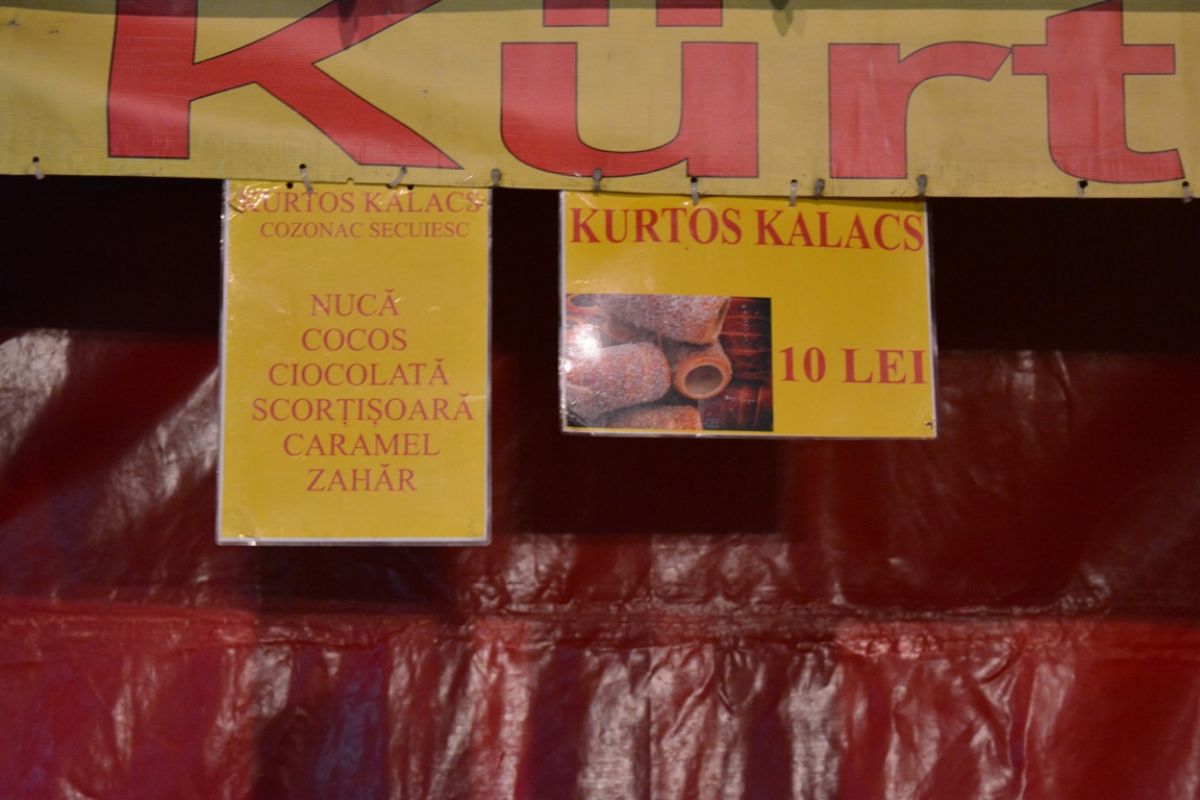 Kürt
KURTOS KALACS
COZONAC SECUIESC
NUCĂ
COCOS
CIOCOLATĂ
SCORȚIȘOARĂ
CARAMEL
ZAHĂR
KURTOS KALACS
10 LEI